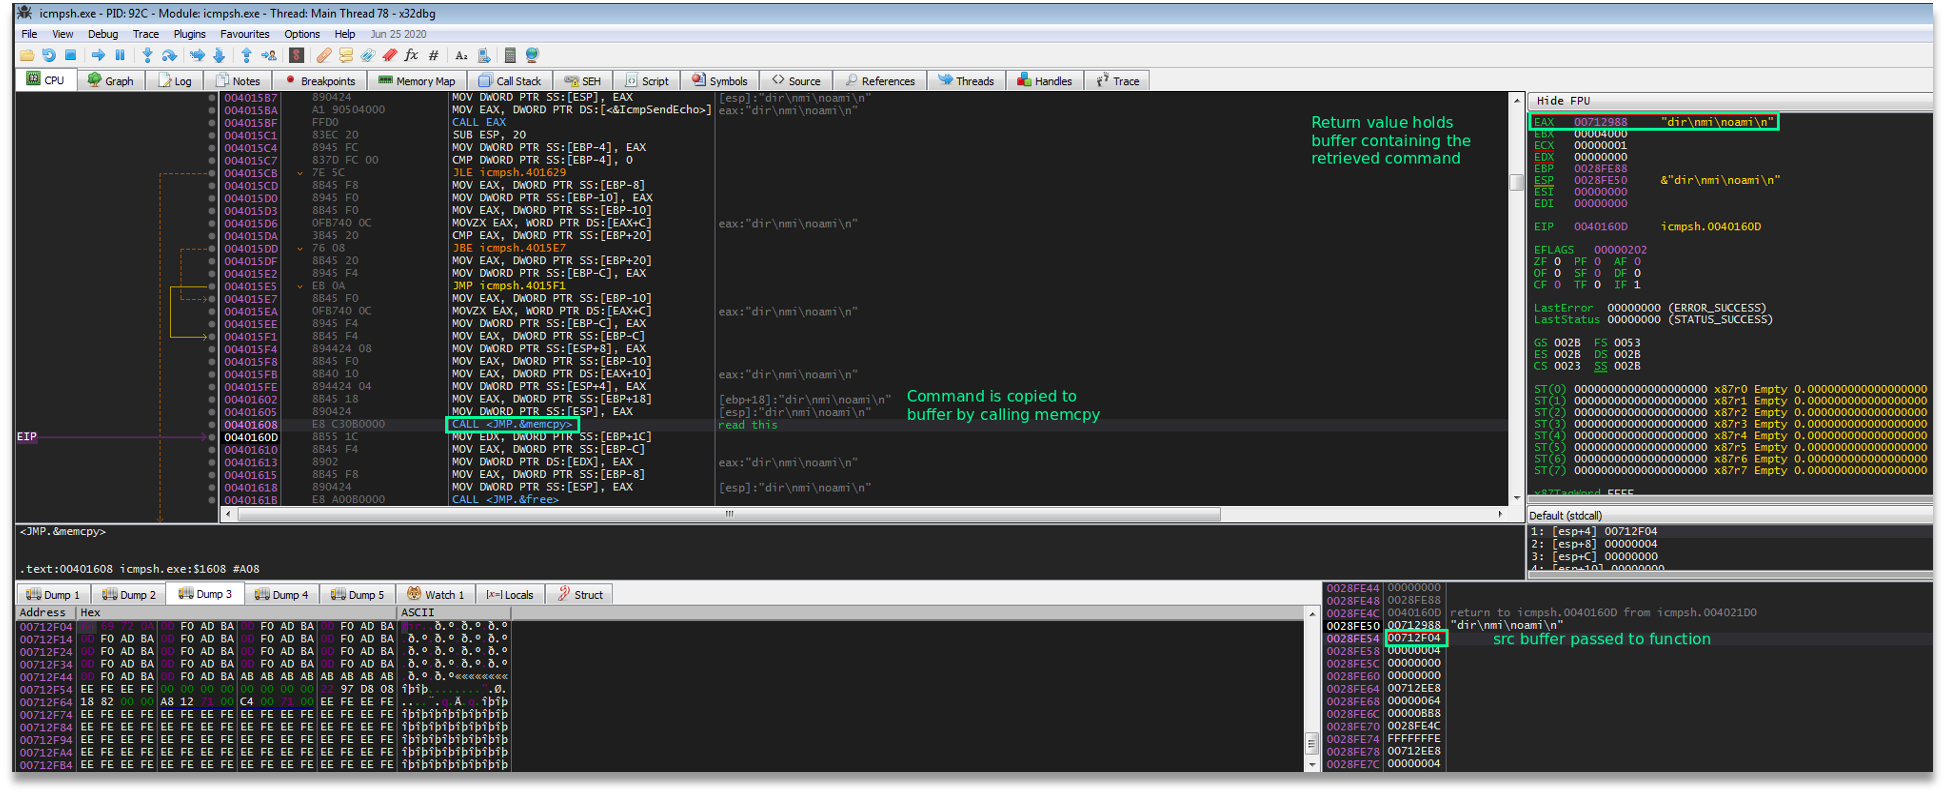 icmpsh.exe - PID: 92C - Module: icmpsh.exe - Thread: Main Thread 78 - x32dbg
File View Debug Trace Plugins Favourites Options Help Jun 25 2020
CPU Graph Log Notes Breakpoints Memory Map Call Stack SEH Script Symbols Source References Threads Handles Trace
004015B7 890424 MOV DWORD PTR SS:[ESP], EAX [esp]:"dir\nmi\noami\n"
004015BA A1 90504000 MOV EAX, DWORD PTR DS:[<&IcmpSendEcho>] eax:"dir\nmi\noami\n"
004015BF FFD0 CALL EAX
004015C1 83EC 20 SUB ESP, 20
004015C4 8945 FC MOV DWORD PTR SS:[EBP-4], EAX
004015C7 837D FC 00 CMP DWORD PTR SS:[EBP-4], 0
004015CB 7E 5C JLE icmpsh.401629
004015CD 8B45 F8 MOV EAX, DWORD PTR SS:[EBP-8]
004015D0 8945 F0 MOV DWORD PTR SS:[EBP-10], EAX
004015D3 8B45 F0 MOV EAX, DWORD PTR SS:[EBP-10]
004015D6 0FB740 0C MOVZX EAX, WORD PTR DS:[EAX+C] eax:"dir\nmi\noami\n"
004015DA 3B45 20 CMP EAX, DWORD PTR SS:[EBP+20]
004015DD 76 08 JBE icmpsh.4015E7
004015DF 8B45 20 MOV EAX, DWORD PTR SS:[EBP+20]
004015E2 8945 F4 MOV DWORD PTR SS:[EBP-C], EAX
004015E5 EB 0A JMP icmpsh.4015F1
004015E7 8B45 F0 MOV EAX, DWORD PTR SS:[EBP-10]
004015EA 0FB740 0C MOVZX EAX, WORD PTR DS:[EAX+C] eax:"dir\nmi\noami\n"
004015EE 8945 F4 MOV DWORD PTR SS:[EBP-C], EAX
004015F1 8B45 F4 MOV EAX, DWORD PTR SS:[EBP-C]
004015F4 894424 08 MOV DWORD PTR SS:[ESP+8], EAX
004015F8 8B45 F0 MOV EAX, DWORD PTR SS:[EBP-10]
004015FB 8B40 10 MOV EAX, DWORD PTR DS:[EAX+10] eax:"dir\nmi\noami\n"
004015FE 894424 04 MOV DWORD PTR SS:[ESP+4], EAX
00401602 8B45 18 MOV EAX, DWORD PTR SS:[EBP+18] [ebp+18]:"dir\nmi\noami\n"
00401605 890424 MOV DWORD PTR SS:[ESP], EAX [esp]:"dir\nmi\noami\n"
00401608 E8 C30B0000 CALL <JMP.&memcpy> read this
EIP 0040160D 8B55 1C MOV EDX, DWORD PTR SS:[EBP+1C]
00401610 8B45 F4 MOV EAX, DWORD PTR SS:[EBP-C]
00401613 8902 MOV DWORD PTR DS:[EDX], EAX eax:"dir\nmi\noami\n"
00401615 8B45 F8 MOV EAX, DWORD PTR SS:[EBP-8]
00401618 890424 MOV DWORD PTR SS:[ESP], EAX [esp]:"dir\nmi\noami\n"
0040161B E8 A00B0000 CALL <JMP.&free>
Return value holds
buffer containing the
retrieved command
Command is copied to
buffer by calling memcpy
Hide FPU
EAX 00712988 "dir\nmi\noami\n"
EBX 00004000
ECX 00000001
EDX 00000000
EBP 0028FE88
ESP 0028FE50 &"dir\nmi\noami\n"
ESI 00000000
EDI 00000000
EIP 0040160D icmpsh.0040160D
EFLAGS 00000202
ZF 0 PF 0 AF 0
OF 0 SF 0 DF 0
CF 0 TF 0 IF 1
LastError 00000000 (ERROR_SUCCESS)
LastStatus 00000000 (STATUS_SUCCESS)
GS 002B FS 0053
ES 002B DS 002B
CS 0023 SS 002B
ST(0) 00000000000000000000 x87r0 Empty 0.000000000000000000
ST(1) 00000000000000000000 x87r1 Empty 0.000000000000000000
ST(2) 00000000000000000000 x87r2 Empty 0.000000000000000000
ST(3) 00000000000000000000 x87r3 Empty 0.000000000000000000
ST(4) 00000000000000000000 x87r4 Empty 0.000000000000000000
ST(5) 00000000000000000000 x87r5 Empty 0.000000000000000000
ST(6) 00000000000000000000 x87r6 Empty 0.000000000000000000
ST(7) 00000000000000000000 x87r7 Empty 0.000000000000000000
x87TagWord FFFF
<JMP.&memcpy>
.text:00401608 icmpsh.exe:$1608 #A08
Default (stdcall)
1: [esp+4] 00712F04
2: [esp+8] 00000004
3: [esp+C] 00000000
4: [esp+10] 00000000
Dump 1 Dump 2 Dump 3 Dump 4 Dump 5 Watch 1 [x=] Locals Struct
Address Hex ASCII
00712F04 69 72 0A 0D F0 AD BA 0D F0 AD BA 0D F0 AD BA
00712F14 0D F0 AD BA 0D F0 AD BA 0D F0 AD BA 0D F0 AD BA
00712F24 0D F0 AD BA 0D F0 AD BA 0D F0 AD BA 0D F0 AD BA
00712F34 0D F0 AD BA 0D F0 AD BA 0D F0 AD BA 0D F0 AD BA
00712F44 0D F0 AD BA 0D F0 AD BA AB AB AB AB AB AB AB AB
00712F54 EE FE EE FE 00 00 00 00 00 00 00 00 22 97 D8 08
00712F64 18 82 00 00 A8 12 71 00 C4 00 71 00 EE FE EE FE
00712F74 EE FE EE FE EE FE EE FE EE FE EE FE EE FE EE FE îþîþîþîþîþîþîþîþ
00712F84 EE FE EE FE EE FE EE FE EE FE EE FE EE FE EE FE îþîþîþîþîþîþîþîþ
00712F94 EE FE EE FE EE FE EE FE EE FE EE FE EE FE EE FE îþîþîþîþîþîþîþîþ
00712FA4 EE FE EE FE EE FE EE FE EE FE EE FE EE FE EE FE îþîþîþîþîþîþîþîþ
00712FB4 EE FE EE FE EE FE EE FE EE FE EE FE EE FE EE FE îþîþîþîþîþîþîþîþ
0028FE44 00000000
0028FE48 0028FE88
0028FE4C 0040160D return to icmpsh.0040160D from icmpsh.004021D0
0028FE50 00712988 "dir\nmi\noami\n"
0028FE54 00712F04 src buffer passed to function
0028FE58 00000004
0028FE5C 00000000
0028FE60 00000000
0028FE64 00712EE8
0028FE68 00000064
0028FE6C 00000BB8
0028FE70 0028FE4C
0028FE74 FFFFFFFE
0028FE78 00712EE8
0028FE7C 00000004